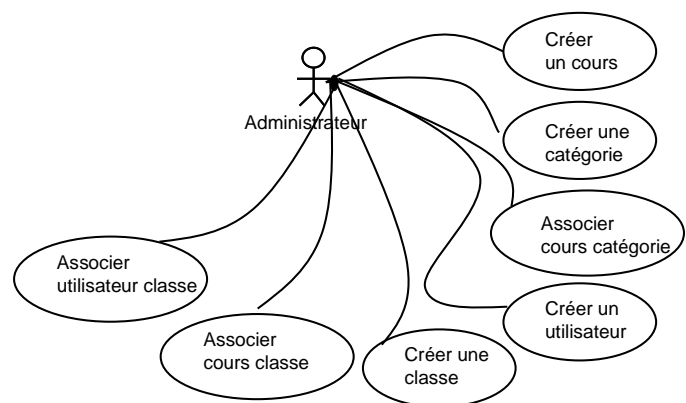 Créer
un cours
Administrateur
Créer une
catégorie
Associer
cours catégorie
Associer
utilisateur classe
Créer un
utilisateur
Associer
cours classe
Créer une
classe